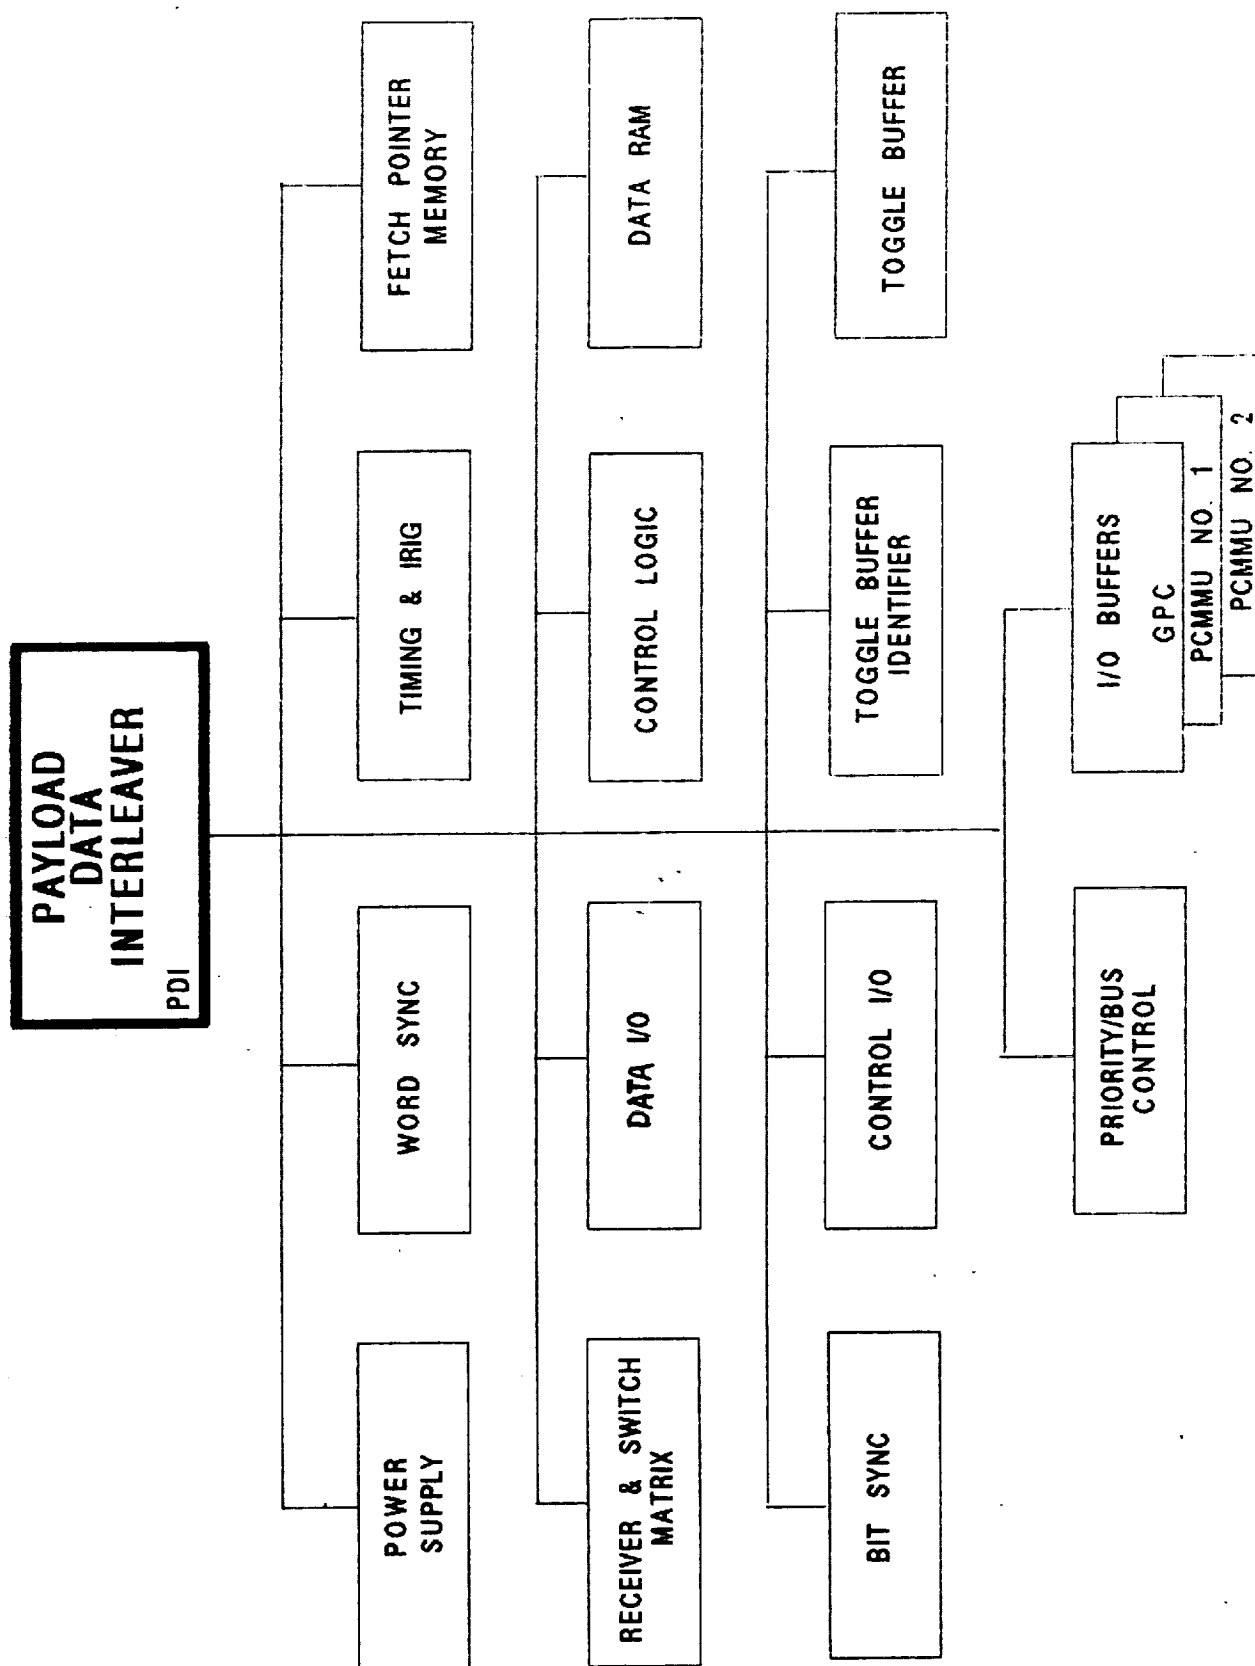 PAYLOAD
DATA
INTERLEAVER
PDI
POWER
SUPPLY
WORD SYNC
TIMING & IRIG
FETCH POINTER
MEMORY
RECEIVER & SWITCH
MATRIX
DATA I/O
CONTROL LOGIC
DATA RAM
BIT SYNC
CONTROL I/O
TOGGLE BUFFER
IDENTIFIER
TOGGLE BUFFER
PRIORITY/BUS
CONTROL
I/O BUFFERS
GPC
PCMMU NO. 1
PCMMU NO. 2